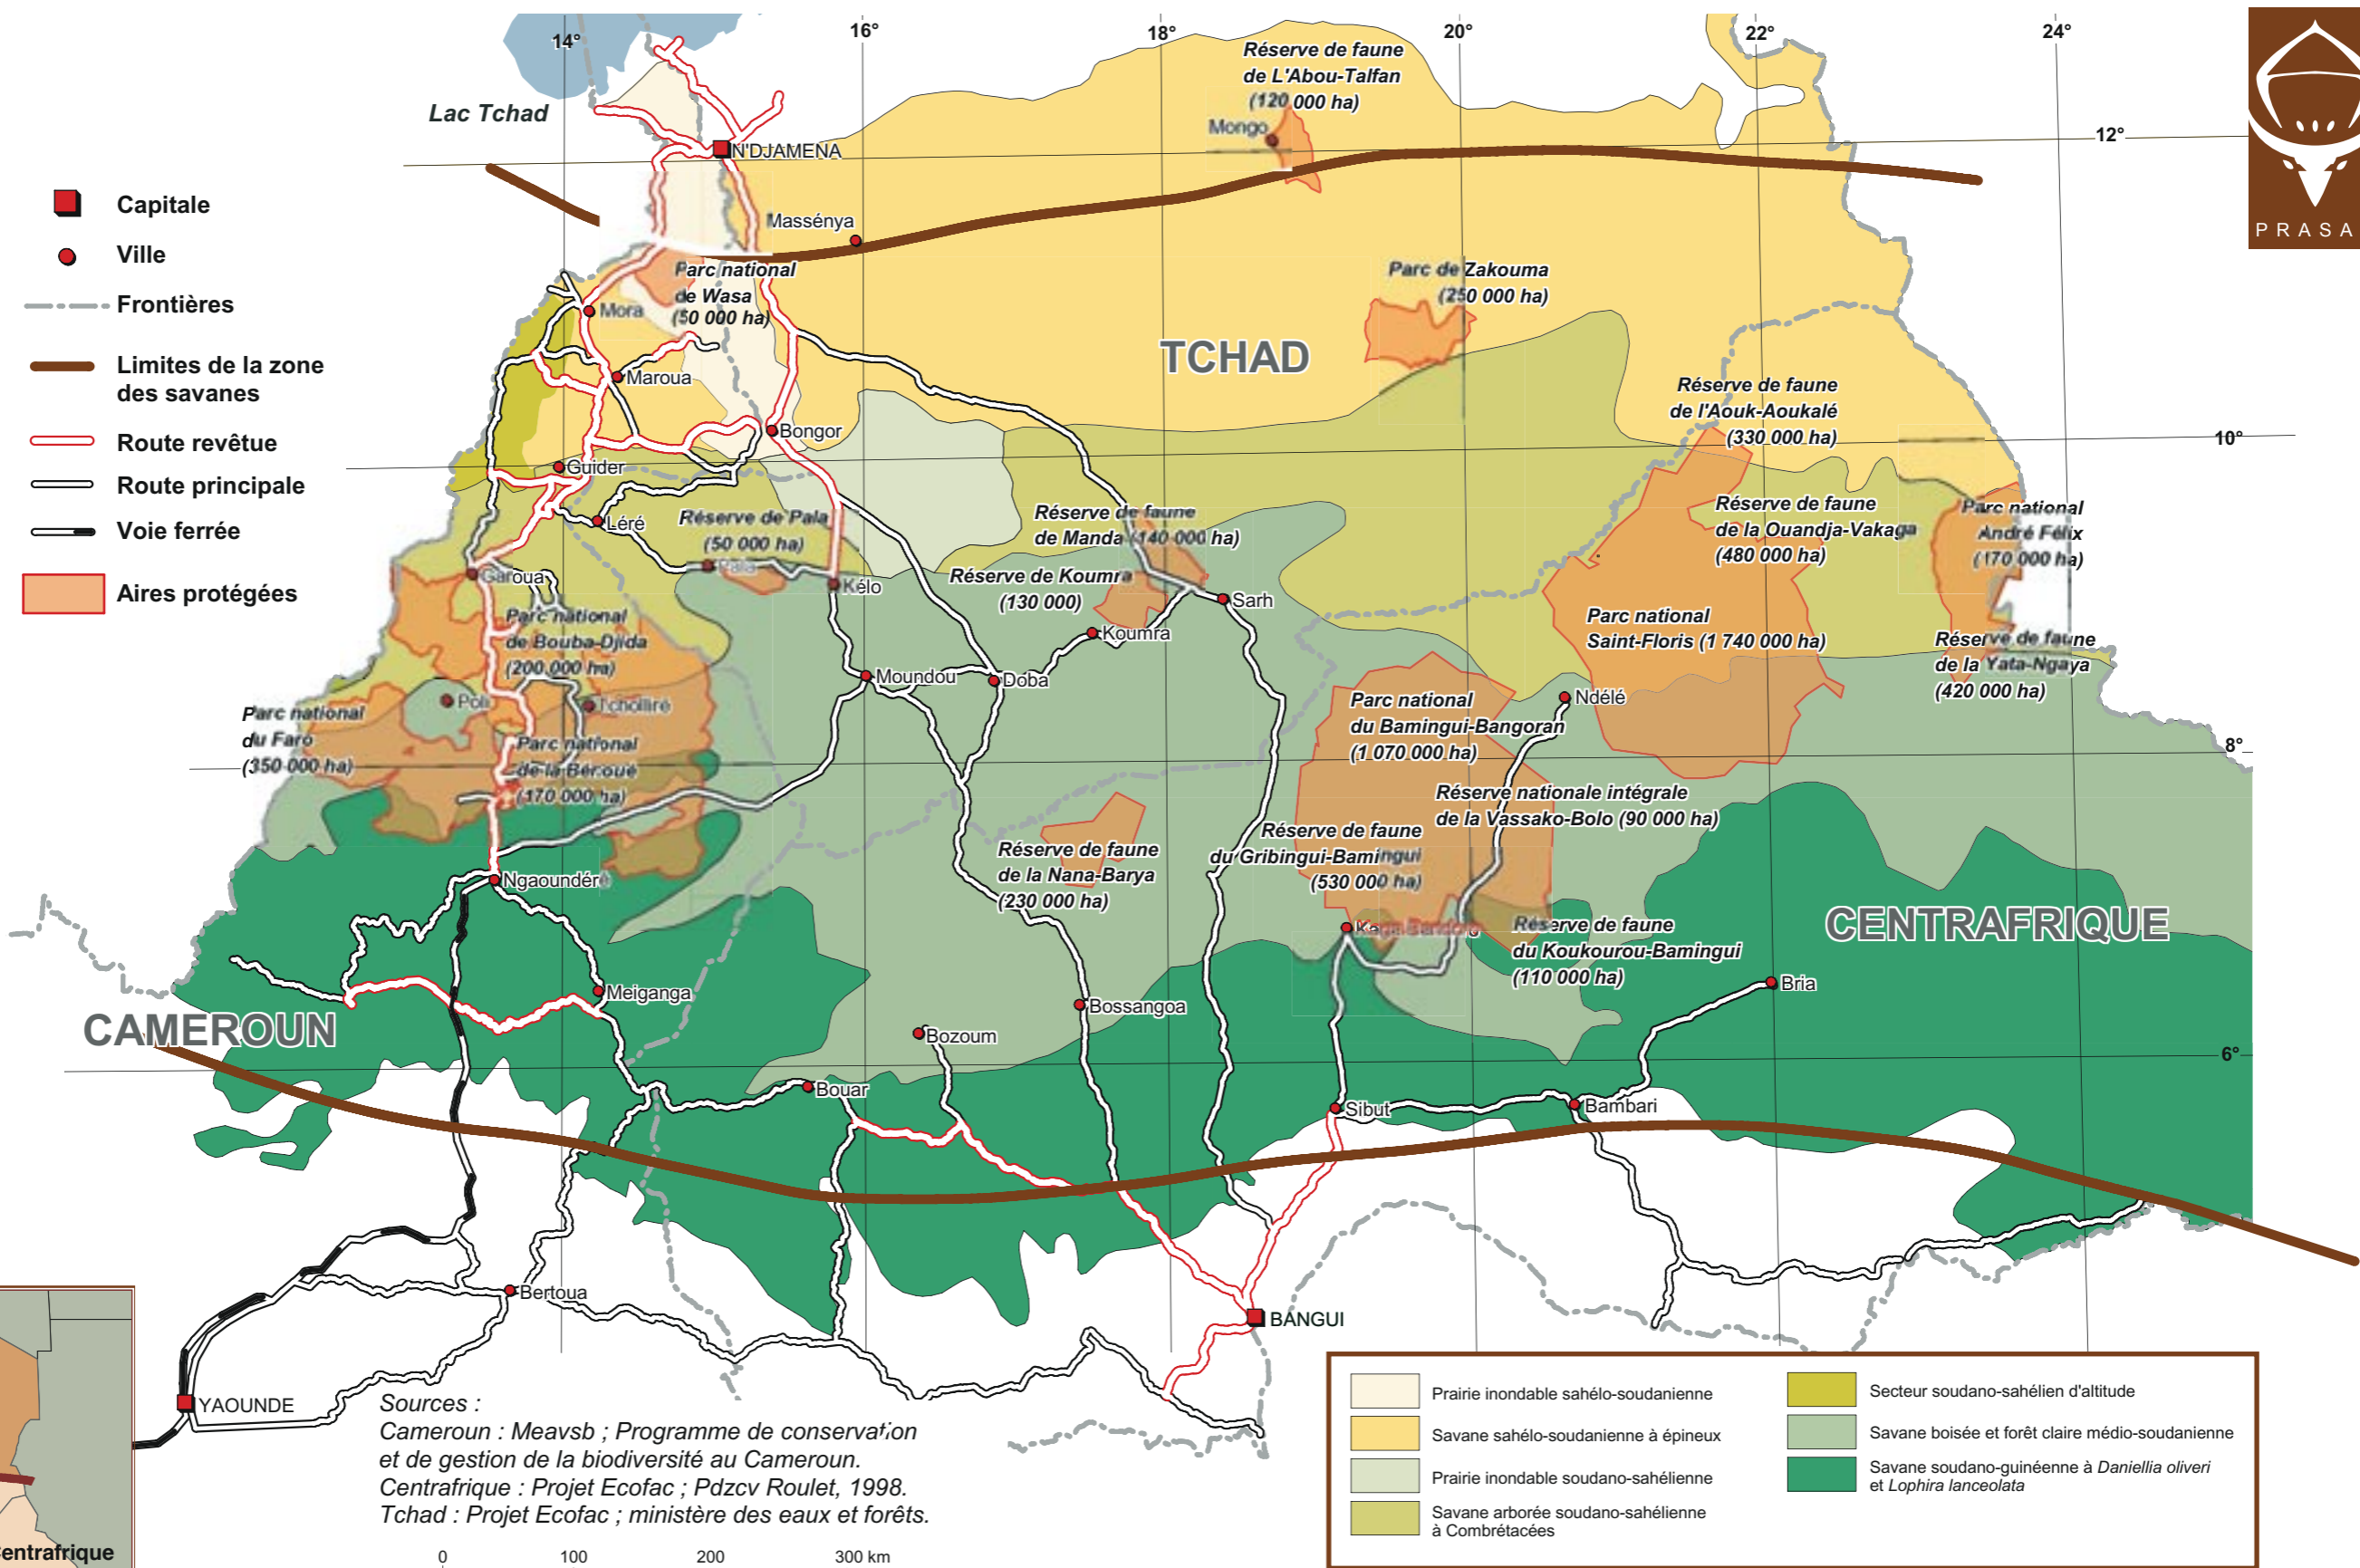 14°
16°
18°
20°
22°
24°
Lac Tchad
Réserve de faune
de L'Abou-Talfan
(120 000 ha)
Mongo
12°
N'DJAMENA
PRASA
Capitale
Ville
Frontières
Limites de la zone
des savanes
Route revêtue
Route principale
Voie ferrée
Aires protégées
Massénya
Parc national
de Wasa
(50 000 ha)
Mora
Parc de Zakouma
(250 000 ha)
TCHAD
Maroua
Réserve de faune
de l'Aouk-Aoukalé
(330 000 ha)
Bongor
10°
Guider
Léré
Réserve de Pala
(50 000 ha)
Pala
Réserve de faune
de Manda (140 000 ha)
Réserve de faune
de la Ouandja-Vakaga
(480 000 ha)
Parc national
André Félix
(170 000 ha)
Garoua
Kélo
Réserve de Koumra
(130 000)
Sarh
Koumra
Parc national
de Bouba-Djida
(200 000 ha)
Parc national
Saint-Floris (1 740 000 ha)
Réserve de faune
de la Yata-Ngaya
(420 000 ha)
Moundou
Doba
Poli
Tcholliré
Ndélé
Parc national
du Faro
(350 000 ha)
Parc national
du Bamingui-Bangoran
(1 070 000 ha)
Parc national
de la Bénoué
(170 000 ha)
8°
Réserve nationale intégrale
de la Vassako-Bolo (90 000 ha)
Réserve de faune
du Gribingui-Bamingui
(530 000 ha)
Réserve de faune
de la Nana-Barya
(230 000 ha)
Ngaoundéré
Kaga Bandoro
Réserve de faune
du Koukourou-Bamingui
(110 000 ha)
CENTRAFRIQUE
Bria
Meiganga
Bossangoa
CAMEROUN
Bozoum
6°
Bouar
Sibut
Bambari
Bertoua
BANGUI
YAOUNDE
Sources :
Cameroun : Meavsb ; Programme de conservation
et de gestion de la biodiversité au Cameroun.
Centrafrique : Projet Ecofac ; Pdzcv Roulet, 1998.
Tchad : Projet Ecofac ; ministère des eaux et forêts.
0 100 200 300 km
entrafrique
Prairie inondable sahélo-soudanienne
Savane sahélo-soudanienne à épineux
Prairie inondable soudano-sahélienne
Savane arborée soudano-sahélienne
à Combrétacées
Secteur soudano-sahélien d'altitude
Savane boisée et forêt claire médio-soudanienne
Savane soudano-guinéenne à Daniellia oliveri
et Lophira lanceolata